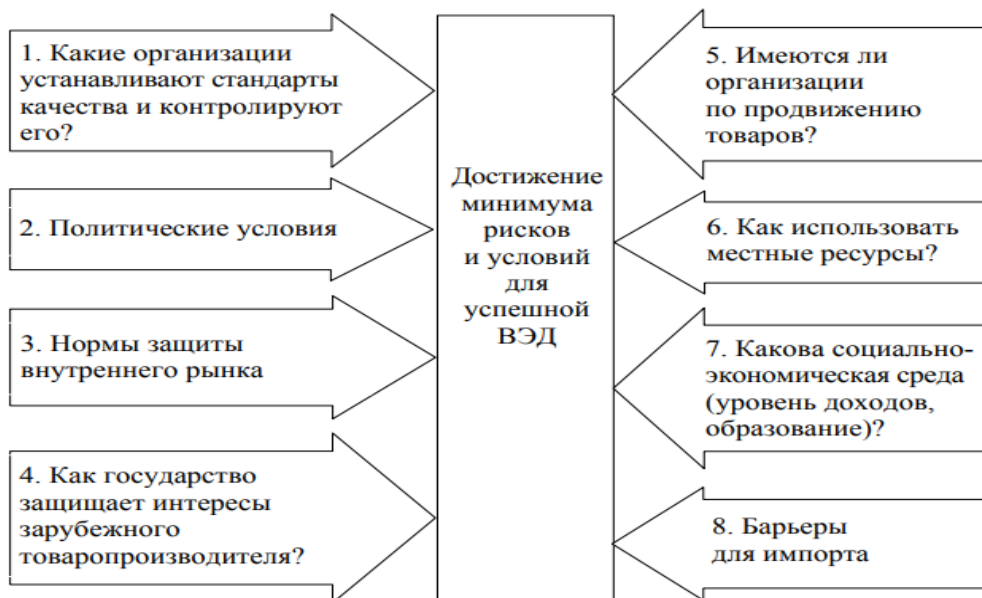 1. Какие организации
устанавливают стандарты
качества и контролируют
его?
2. Политические условия
3. Нормы защиты
внутреннего рынка
4. Как государство
защищает интересы
зарубежного
товаропроизводителя?
Достижение
минимума
рисков
и условий
для
успешной
ВЭД
5. Имеются ли
организации
по продвижению
товаров?
6. Как использовать
местные ресурсы?
7. Какова социально-
экономическая среда
(уровень доходов,
образование)?
8. Барьеры
для импорта